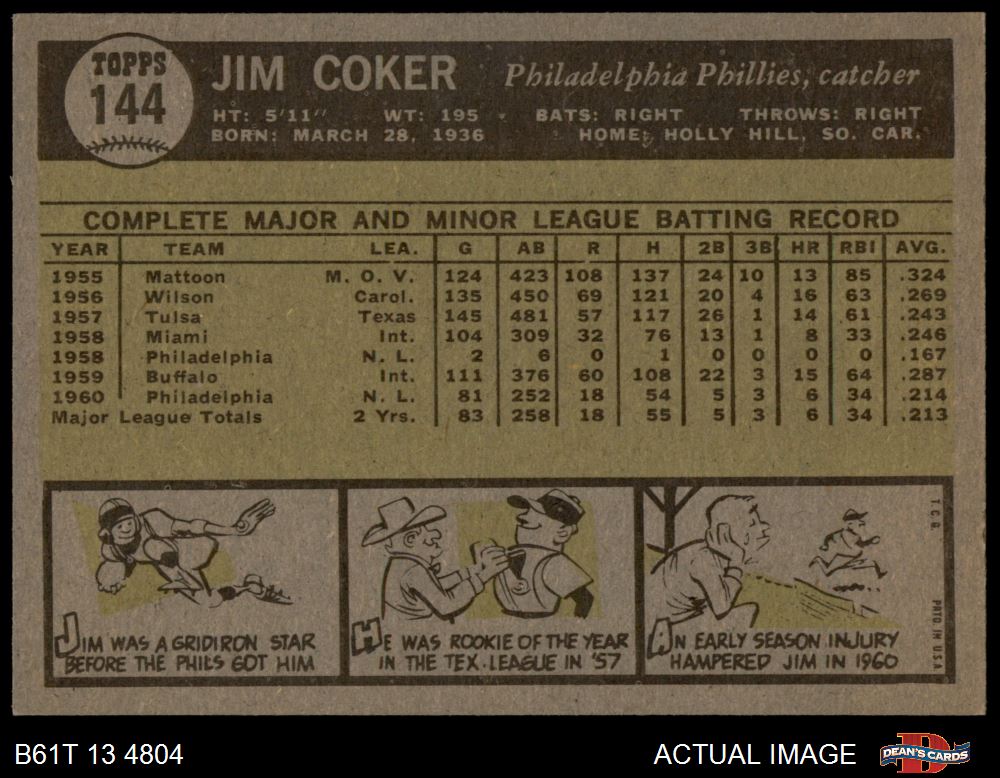 TOPPS
144
JIM COKER Philadelphia Phillies, catcher
HT: 5'11" WT: 195 BATS: RIGHT THROWS: RIGHT
BORN: MARCH 28, 1936 HOME: HOLLY HILL, SO. CAR.
COMPLETE MAJOR AND MINOR LEAGUE BATTING RECORD
YEAR TEAM LEA. G AB R H 2B 3B HR RBI AVG.
1955 Mattoon M. O. V. 124 423 108 137 24 10 13 85 .324
1956 Wilson Carol. 135 450 69 121 20 4 16 63 .269
1957 Tulsa Texas 145 481 57 117 26 1 14 61 .243
1958 Miami Int. 104 309 32 76 13 1 8 33 .246
1958 Philadelphia N. L. 2 6 0 1 0 0 0 0 .167
1959 Buffalo Int. 111 376 60 108 22 3 15 64 .287
1960 Philadelphia N. L. 81 252 18 54 5 3 6 34 .214
Major League Totals 2 Yrs. 83 258 18 55 5 3 6 34 .213
JIM WAS A GRIDIRON STAR
BEFORE THE PHILS GOT HIM
HE WAS ROOKIE OF THE YEAR
IN THE TEX. LEAGUE IN '57
AN EARLY SEASON INJURY
HAMPERED JIM IN 1960
T. C. G.
PRTD. IN U.S.A.
B61T 13 4804
ACTUAL IMAGE
DEAN'S CARDS